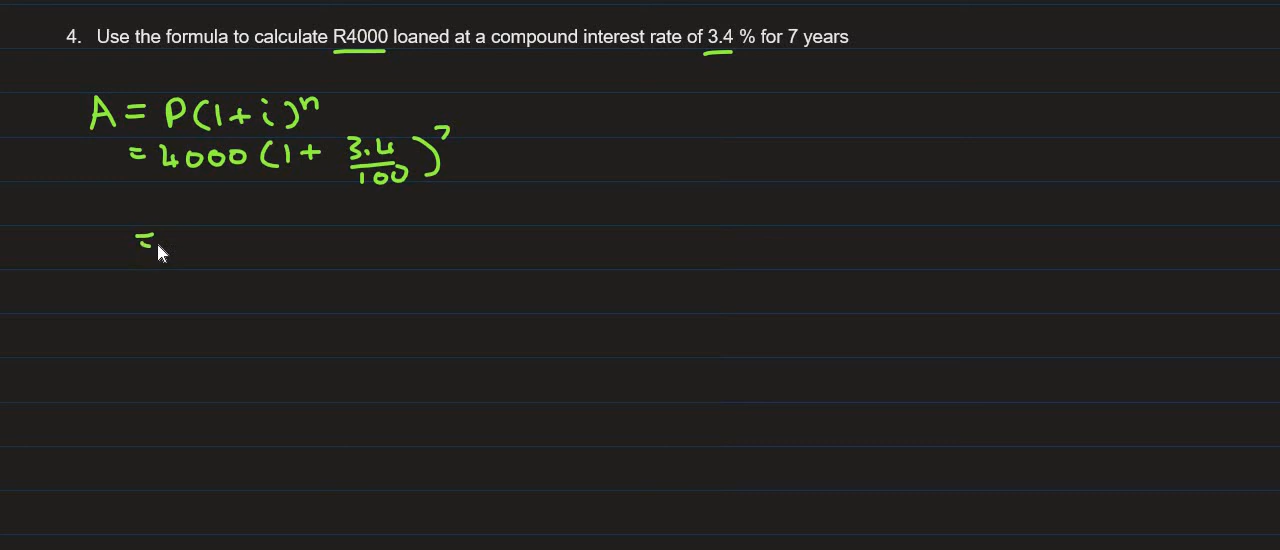 4. Use the formula to calculate R4000 loaned at a compound interest rate of 3.4 % for 7 years
A = P(1+i)^n
= 4000 (1 + 3.4/100)^7
=